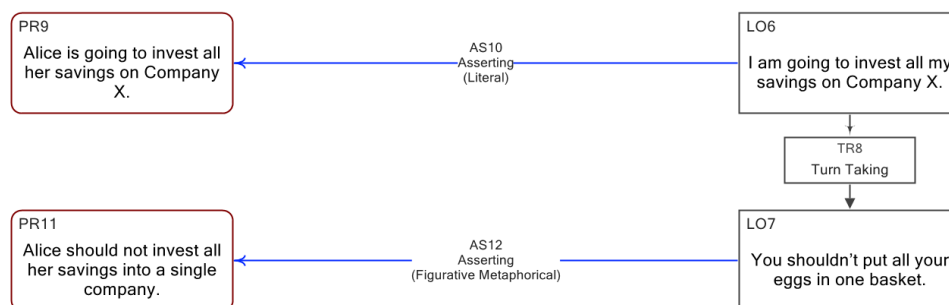 PR9
Alice is going to invest all
her savings on Company
X.
AS10
Asserting
(Literal)
LO6
I am going to invest all my
savings on Company X.
TR8
Turn Taking
PR11
Alice should not invest all
her savings into a single
company.
AS12
Asserting
(Figurative Metaphorical)
LO7
You shouldn’t put all your
eggs in one basket.